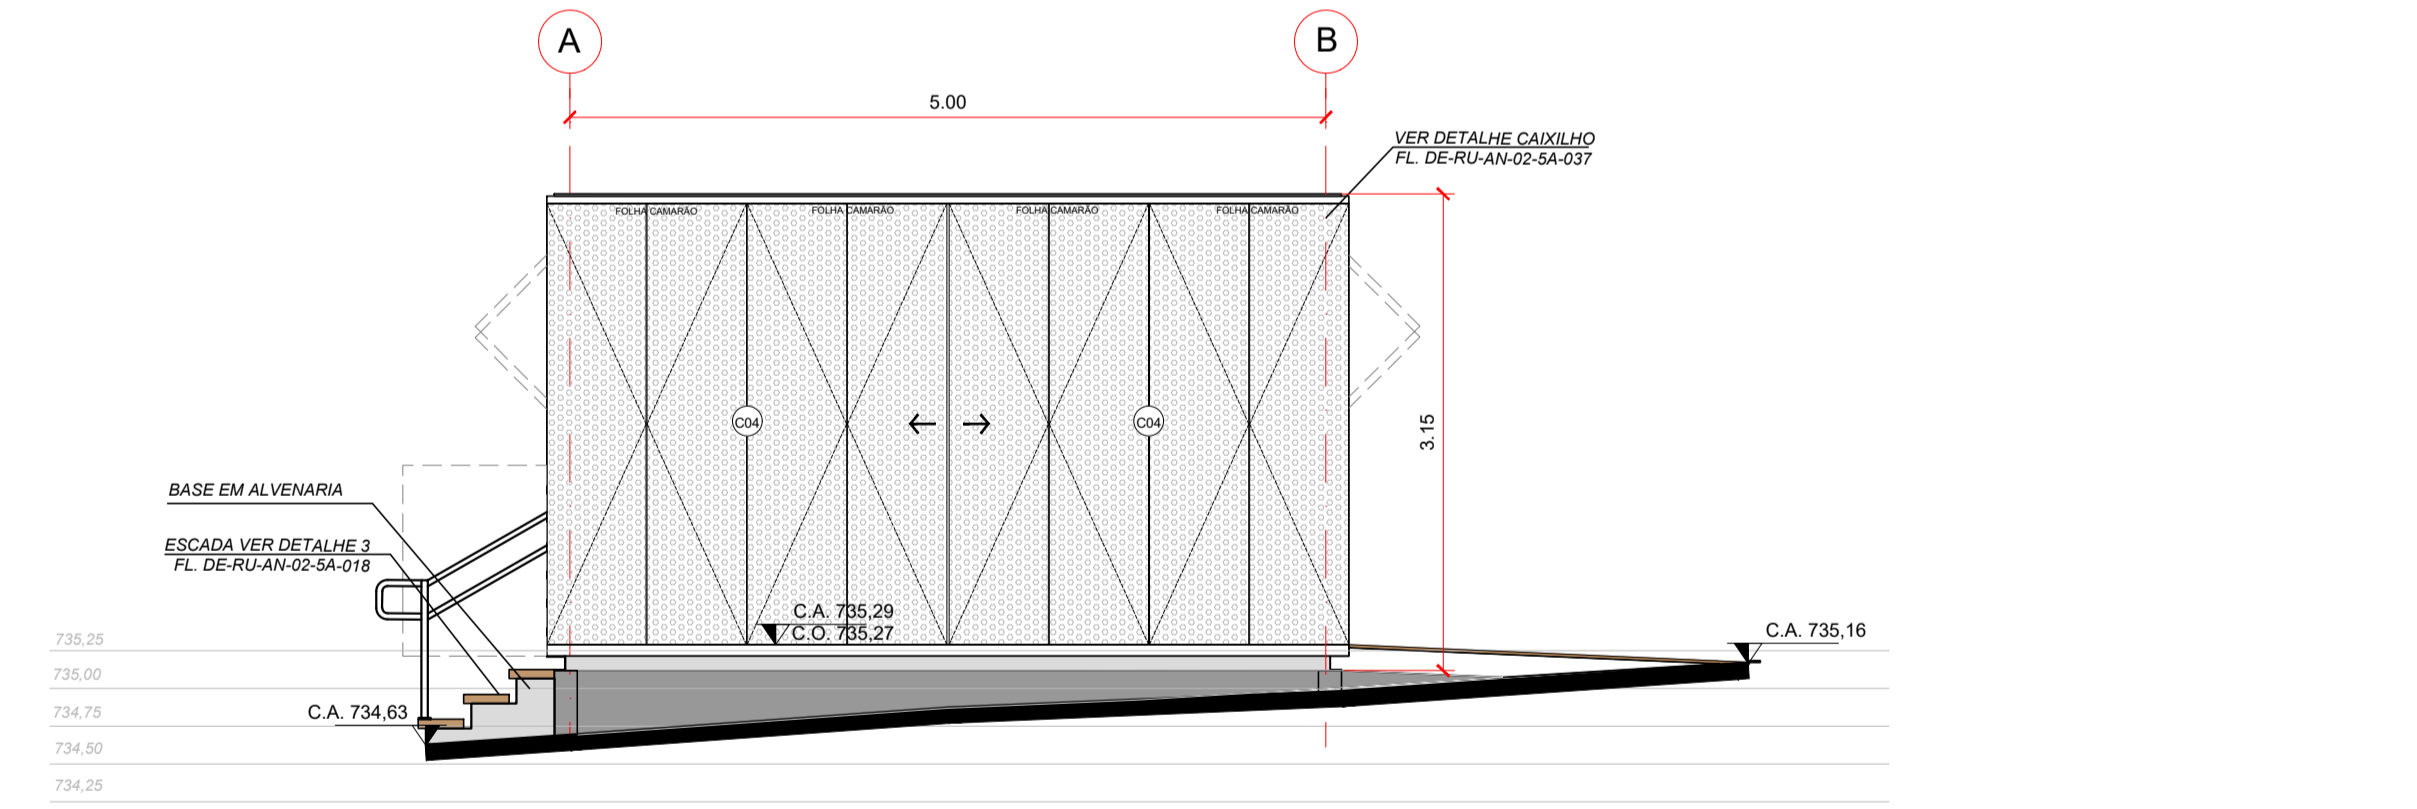 A
B
5.00
VER DETALHE CAIXILHO
FL. DE-RU-AN-02-5A-037
FOLHA CAMARÃO
FOLHA CAMARÃO
FOLHA CAMARÃO
FOLHA CAMARÃO
C04
C04
3.15
BASE EM ALVENARIA
ESCADA VER DETALHE 3
FL. DE-RU-AN-02-5A-018
C.A. 735,29
C.O. 735,27
C.A. 735,16
735,25
735,00
734,75
C.A. 734,63
734,50
734,25